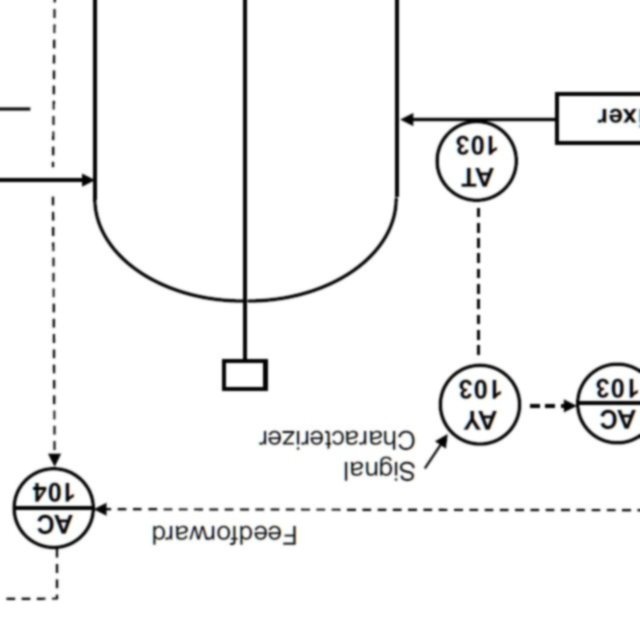 Feedforward
AC
104
Signal
Characterizer
AY
103
AC
103
AT
103
xer